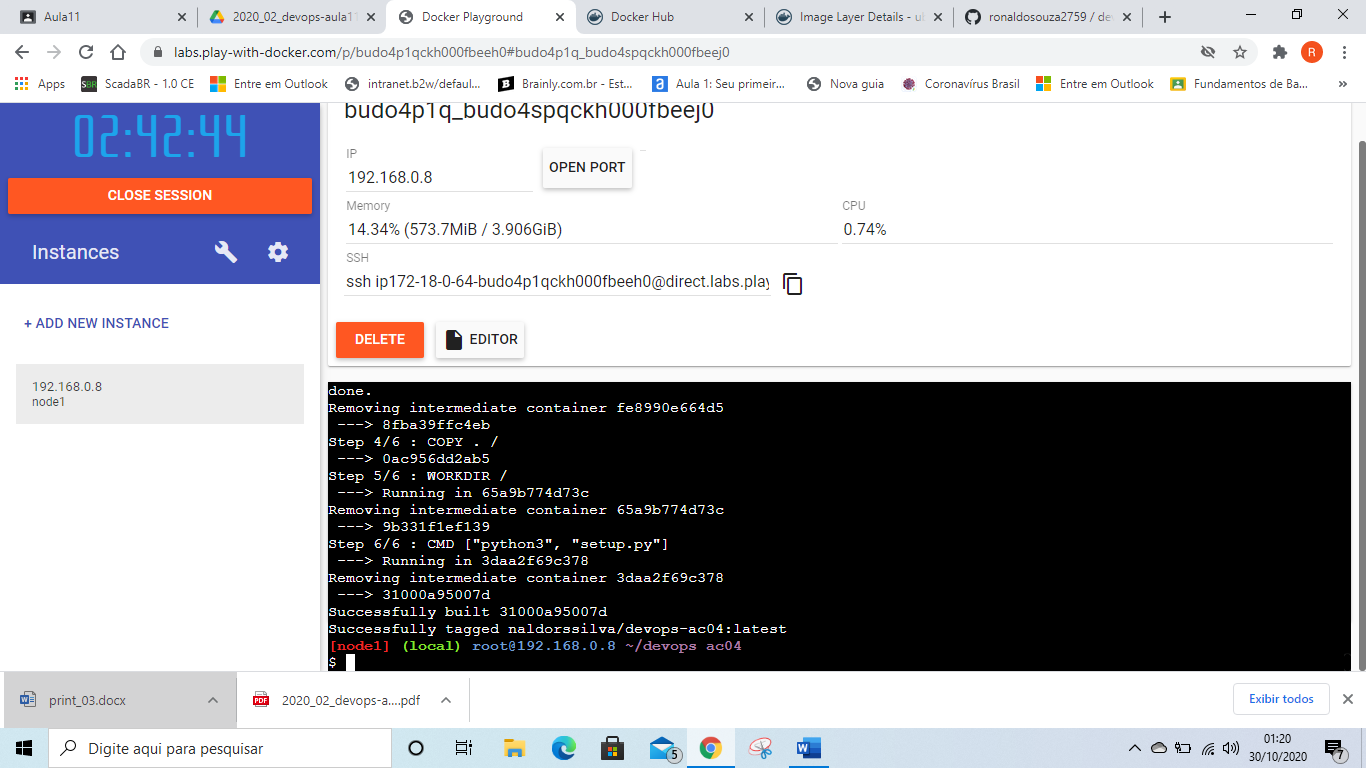 Aula11
2020_02_devops-aula11
Docker Playground
Docker Hub
Image Layer Details - ul
ronaldosouza2759 / de
labs.play-with-docker.com/p/budo4p1qckh000fbeeh0#budo4p1q_budo4spqckh000fbeej0
R
Apps
SBR
ScadaBR - 1.0 CE
Entre em Outlook
intranet.b2w/defaul...
Brainly.com.br - Est...
Aula 1: Seu primeir...
Nova guia
Coronavírus Brasil
Entre em Outlook
Fundamentos de Ba...
»
02:42:44
CLOSE SESSION
Instances
+ ADD NEW INSTANCE
192.168.0.8
node1
budo4p1q_budo4spqckh000fbeej0
IP
192.168.0.8
OPEN PORT
Memory
14.34% (573.7MiB / 3.906GiB)
CPU
0.74%
SSH
ssh ip172-18-0-64-budo4p1qckh000fbeeh0@direct.labs.play
DELETE
EDITOR
done.
Removing intermediate container fe8990e664d5
---> 8fba39ffc4eb
Step 4/6 : COPY . /
---> 0ac956dd2ab5
Step 5/6 : WORKDIR /
---> Running in 65a9b774d73c
Removing intermediate container 65a9b774d73c
---> 9b331f1ef139
Step 6/6 : CMD ["python3", "setup.py"]
---> Running in 3daa2f69c378
Removing intermediate container 3daa2f69c378
---> 31000a95007d
Successfully built 31000a95007d
Successfully tagged naldorssilva/devops-ac04:latest
[node1] (local) root@192.168.0.8 ~/devops ac04
$
print_03.docx
PDF
2020_02_devops-a....pdf
Exibir todos
Digite aqui para pesquisar
5
01:20
30/10/2020
7